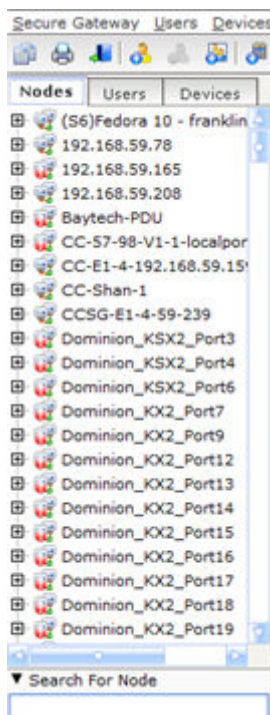 Secure Gateway Users Devices
Nodes Users Devices
(S6)Fedora 10 - franklin
192.168.59.78
192.168.59.165
192.168.59.208
Baytech-PDU
CC-57-98-V1-1-localpor
CC-E1-4-192.168.59.15
CC-Shan-1
CCSG-E1-4-59-239
Dominion_KSX2_Port3
Dominion_KSX2_Port4
Dominion_KSX2_Port6
Dominion_KX2_Port7
Dominion_KX2_Port9
Dominion_KX2_Port12
Dominion_KX2_Port13
Dominion_KX2_Port14
Dominion_KX2_Port15
Dominion_KX2_Port16
Dominion_KX2_Port17
Dominion_KX2_Port18
Dominion_KX2_Port19
Search For Node